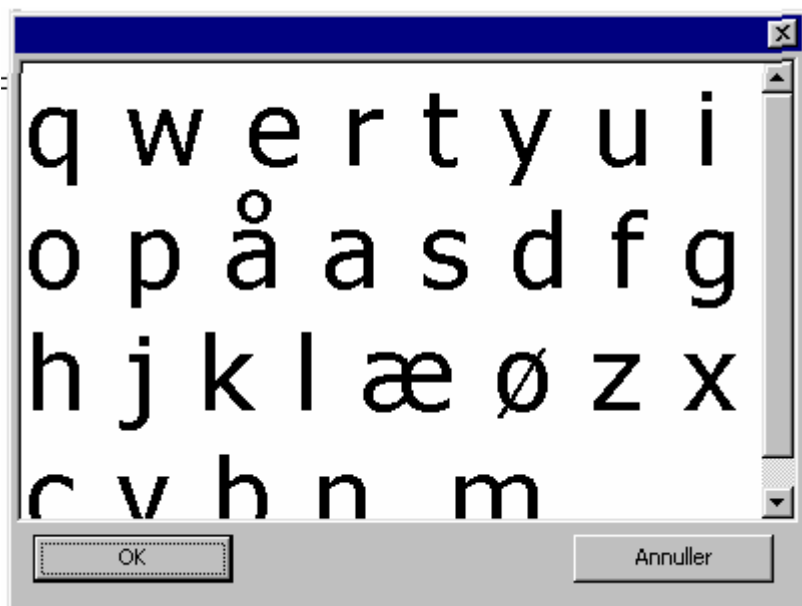 q w e r t y u i
o p å a s d f g
h j k l æ ø z x
c v b n m
OK Annuller